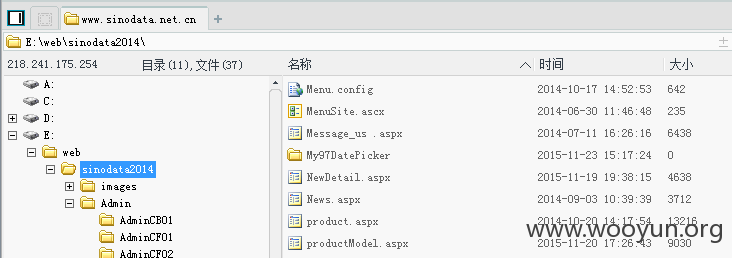 www.sinodata.net.cn
E:\web\sinodata2014\
218.241.175.254 目录(11),文件(37) 名称 时间 大小
A:
C:
D:
E:
web
sinodata2014
images
Admin
AdminCB01
AdminCF01
AdminCF02
Menu.config 2014-10-17 14:52:53 642
MenuSite.ascx 2014-06-30 11:46:48 235
Message_us .aspx 2014-07-11 16:26:16 6438
My97DatePicker 2015-11-23 15:17:24 0
NewDetail.aspx 2015-11-19 19:38:15 4638
News.aspx 2014-09-03 10:39:39 3712
product.aspx 2014-10-20 14:17:54 13216
productModel.aspx 2015-11-20 17:26:43 9030
www.wooyun.org